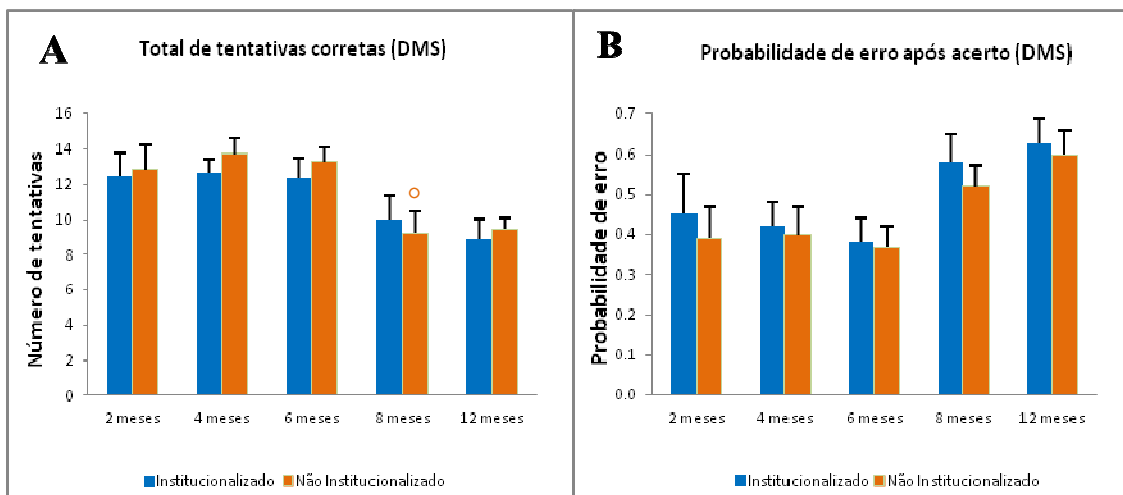 A
Total de tentativas corretas (DMS)
Número de tentativas
16
14
12
10
8
6
4
2
0
2 meses 4 meses 6 meses 8 meses 12 meses
Institucionalizado Não Institucionalizado
B
Probabilidade de erro após acerto (DMS)
Probabilidade de erro
0.7
0.6
0.5
0.4
0.3
0.2
0.1
0.0
2 meses 4 meses 6 meses 8 meses 12 meses
Institucionalizado Não Institucionalizado